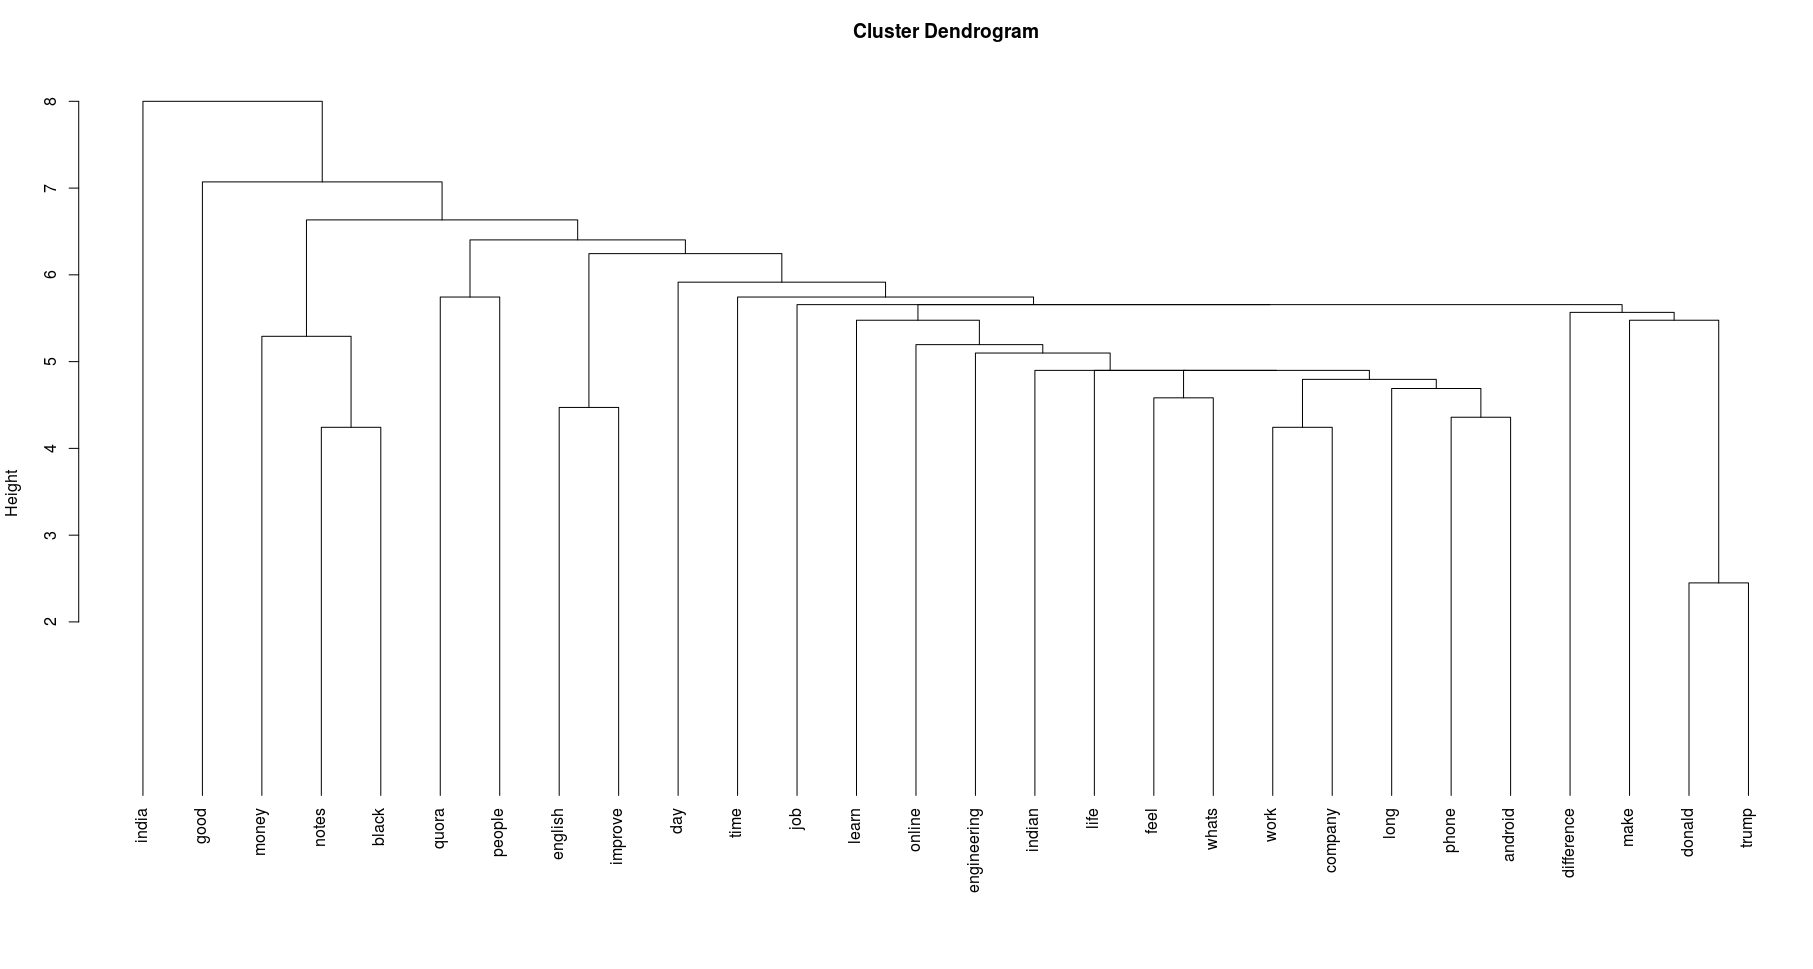 Cluster Dendrogram
8
7
6
5
4
3
2
Height
india
good
money
notes
black
quora
people
english
improve
day
time
job
learn
online
engineering
indian
life
feel
whats
work
company
long
phone
android
difference
make
donald
trump